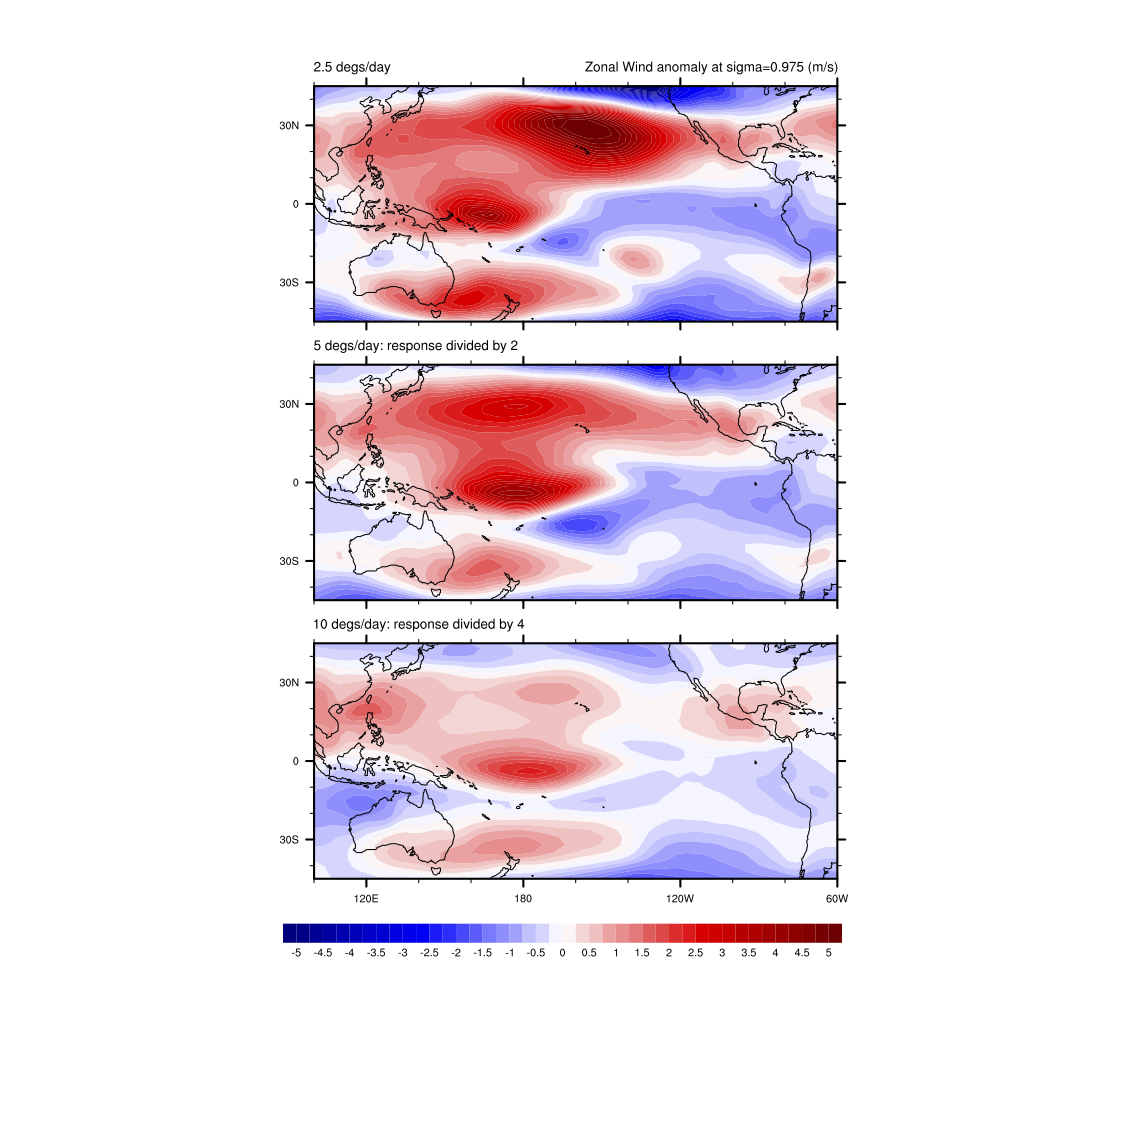 2.5 degs/day Zonal Wind anomaly at sigma=0.975 (m/s)
30N
0
30S
5 degs/day: response divided by 2
30N
0
30S
10 degs/day: response divided by 4
30N
0
30S
120E 180 120W 60W
-5 -4.5 -4 -3.5 -3 -2.5 -2 -1.5 -1 -0.5 0 0.5 1 1.5 2 2.5 3 3.5 4 4.5 5